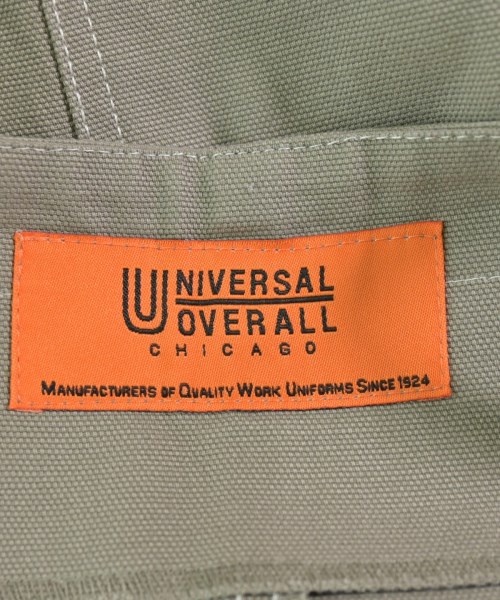 UNIVERSAL
OVERALL
CHICAGO
MANUFACTURERS OF QUALITY WORK UNIFORMS SINCE 1924